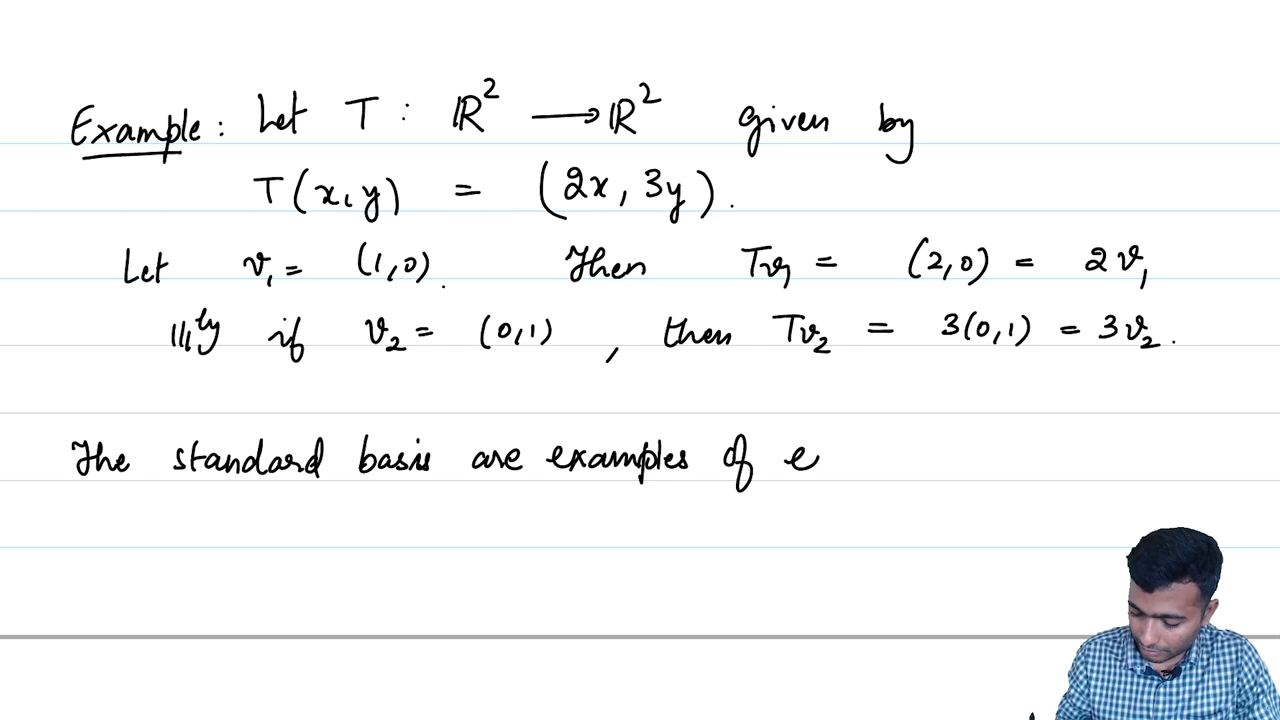 Example: Let T: ℝ² ⟶ ℝ² given by
T(x,y) = (2x, 3y).
Let v₁ = (1,0). Then Tv₁ = (2,0) = 2v₁
|||ly if v₂ = (0,1), then Tv₂ = 3(0,1) = 3v₂.
The standard basis are examples of e